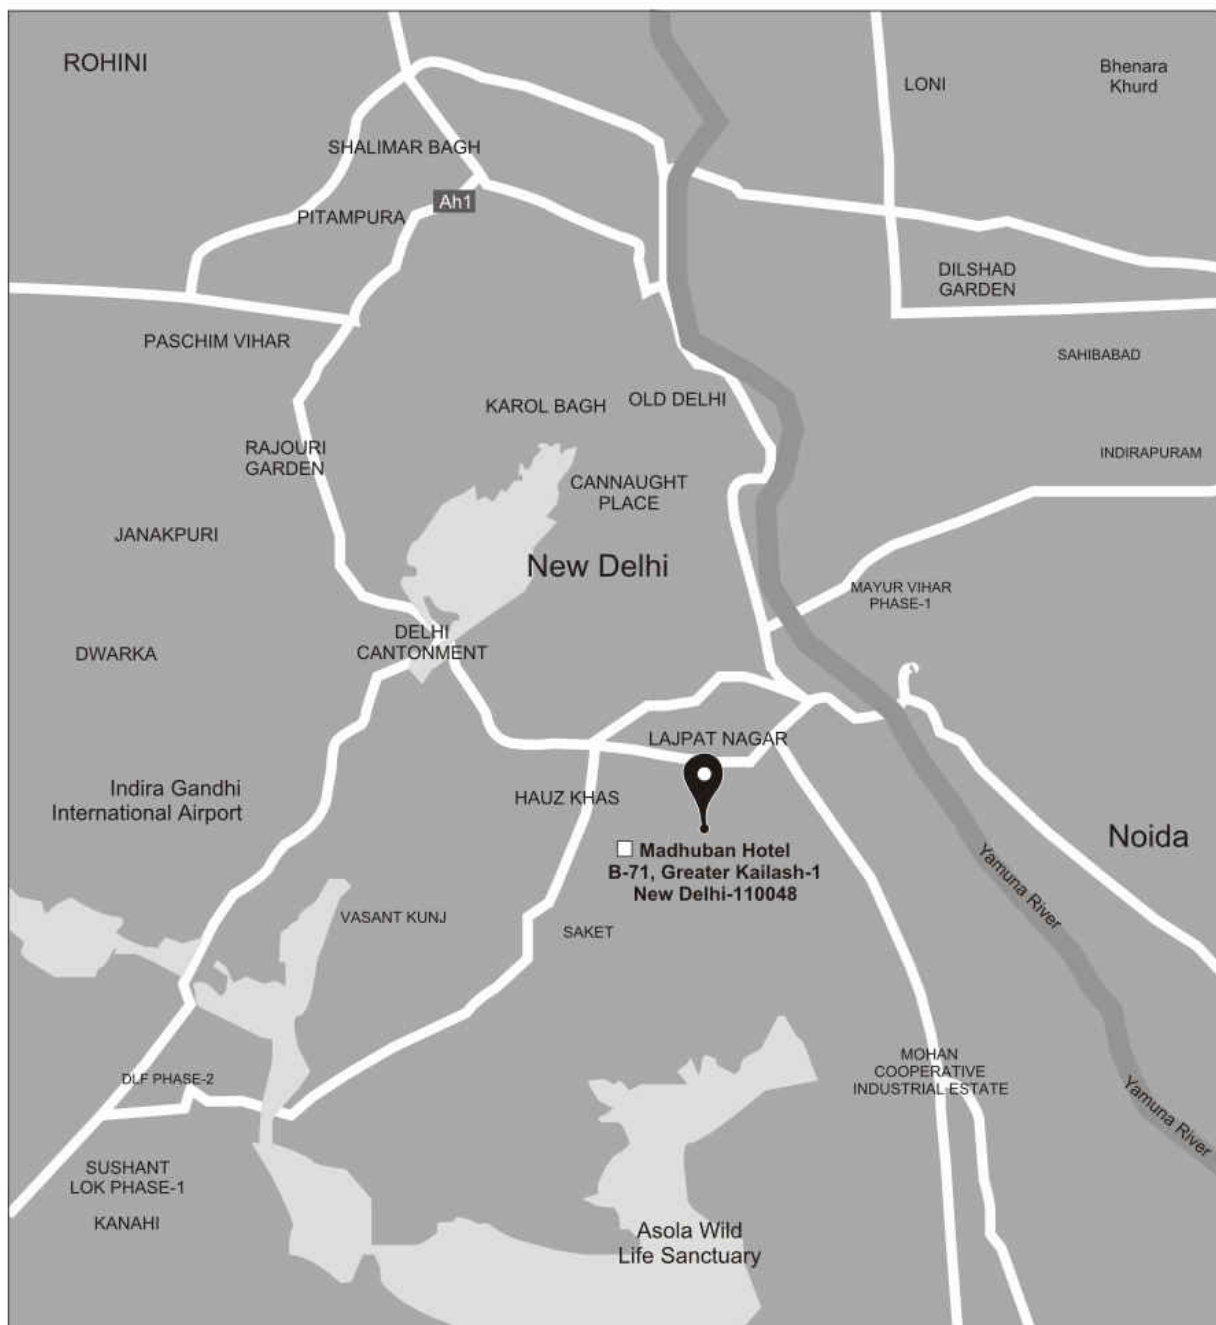 ROHINI
LONI
Bhenara
Khurd
SHALIMAR BAGH
Ah1
PITAMPURA
DILSHAD
GARDEN
PASCHIM VIHAR
SAHIBABAD
KAROL BAGH
OLD DELHI
RAJOURI
GARDEN
INDIRAPURAM
CANNAUGHT
PLACE
JANAKPURI
New Delhi
MAYUR VIHAR
PHASE-1
DELHI
CANTONMENT
DWARKA
LAJPAT NAGAR
Indira Gandhi
International Airport
HAUZ KHAS
Noida
Madhuban Hotel
B-71, Greater Kailash-1
New Delhi-110048
Yamuna River
VASANT KUNJ
SAKET
MOHAN
COOPERATIVE
INDUSTRIAL ESTATE
DLF PHASE-2
Yamuna River
SUSHANT
LOK PHASE-1
KANAHI
Asola Wild
Life Sanctuary